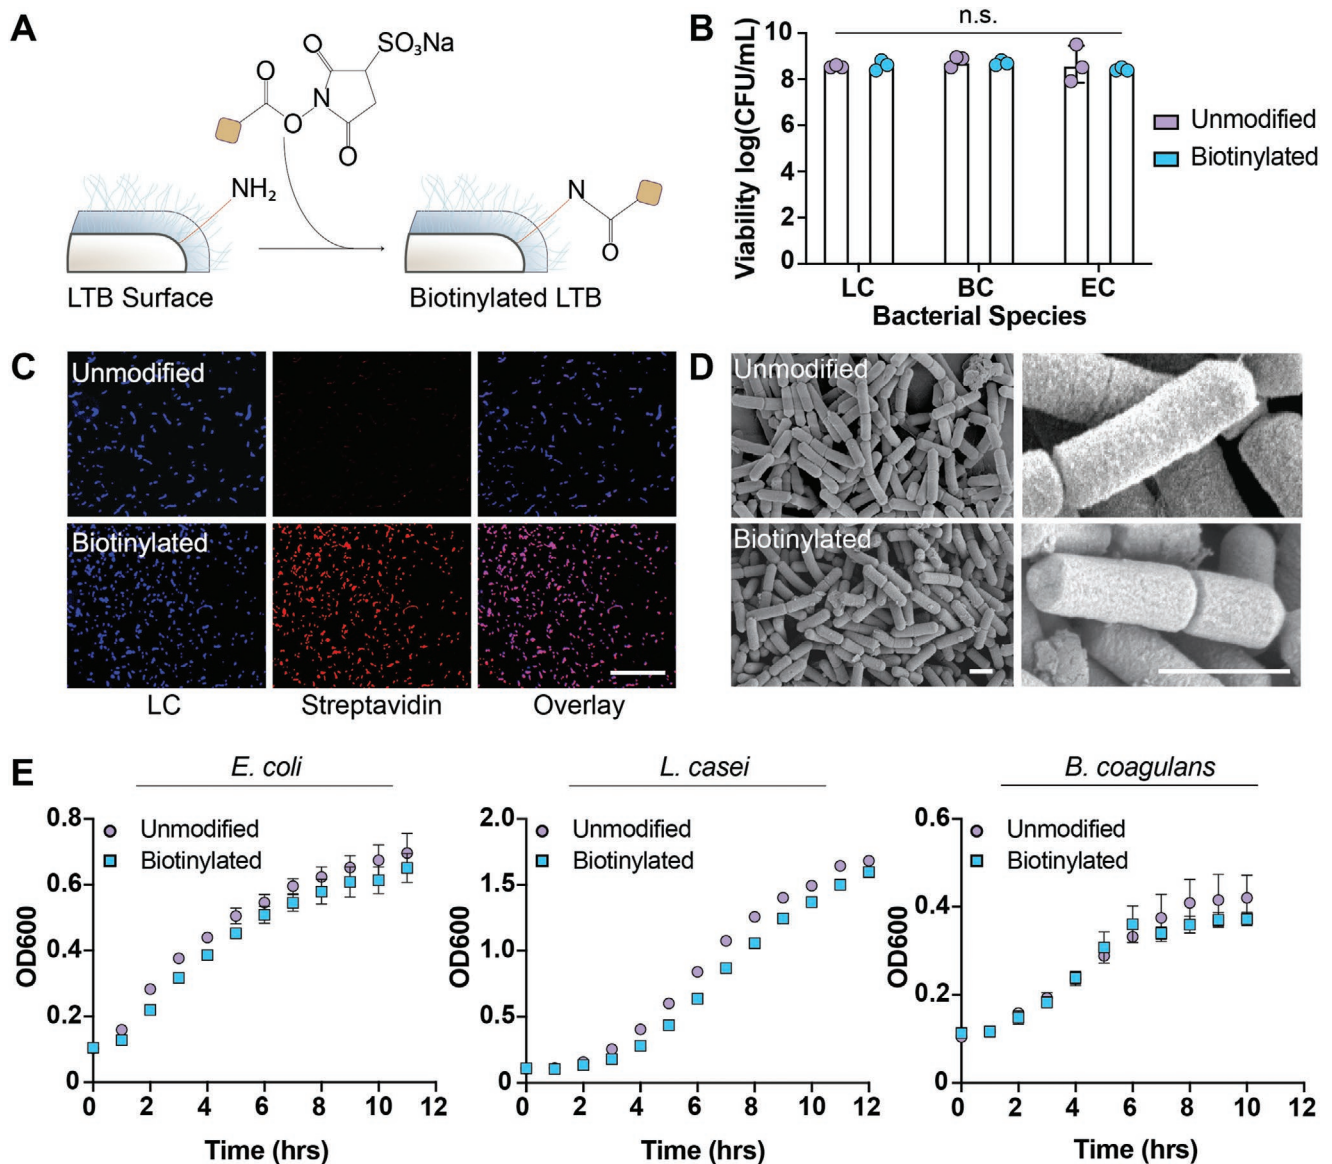 A
O
SO₃Na
O
N
O
O
NH₂
N
O
LTB Surface
Biotinylated LTB
B
n.s.
Viability log(CFU/mL)
10
8
6
4
2
0
LC BC EC
Bacterial Species
Unmodified
Biotinylated
C
Unmodified
Biotinylated
LC Streptavidin Overlay
D
Unmodified
Biotinylated
E
E. coli
Unmodified
Biotinylated
OD600
0.8
0.6
0.4
0.2
0
0 2 4 6 8 10 12
Time (hrs)
L. casei
Unmodified
Biotinylated
OD600
2.0
1.5
1.0
0.5
0
0 2 4 6 8 10 12
Time (hrs)
B. coagulans
Unmodified
Biotinylated
OD600
0.6
0.4
0.2
0
0 2 4 6 8 10 12
Time (hrs)